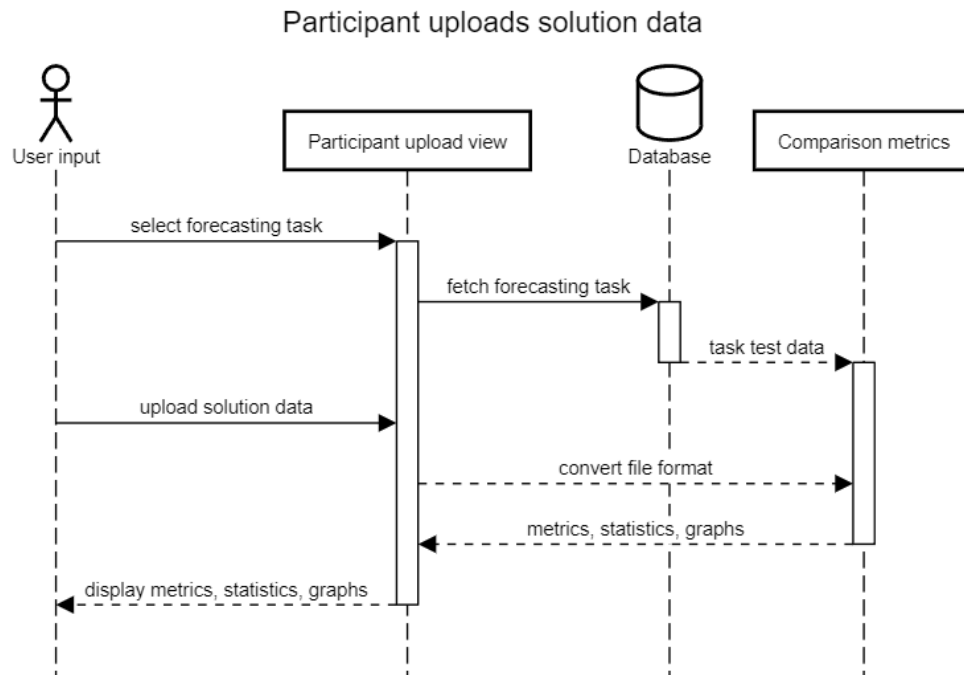 Participant uploads solution data
User input
Participant upload view
Database
Comparison metrics
select forecasting task
fetch forecasting task
task test data
upload solution data
convert file format
metrics, statistics, graphs
display metrics, statistics, graphs